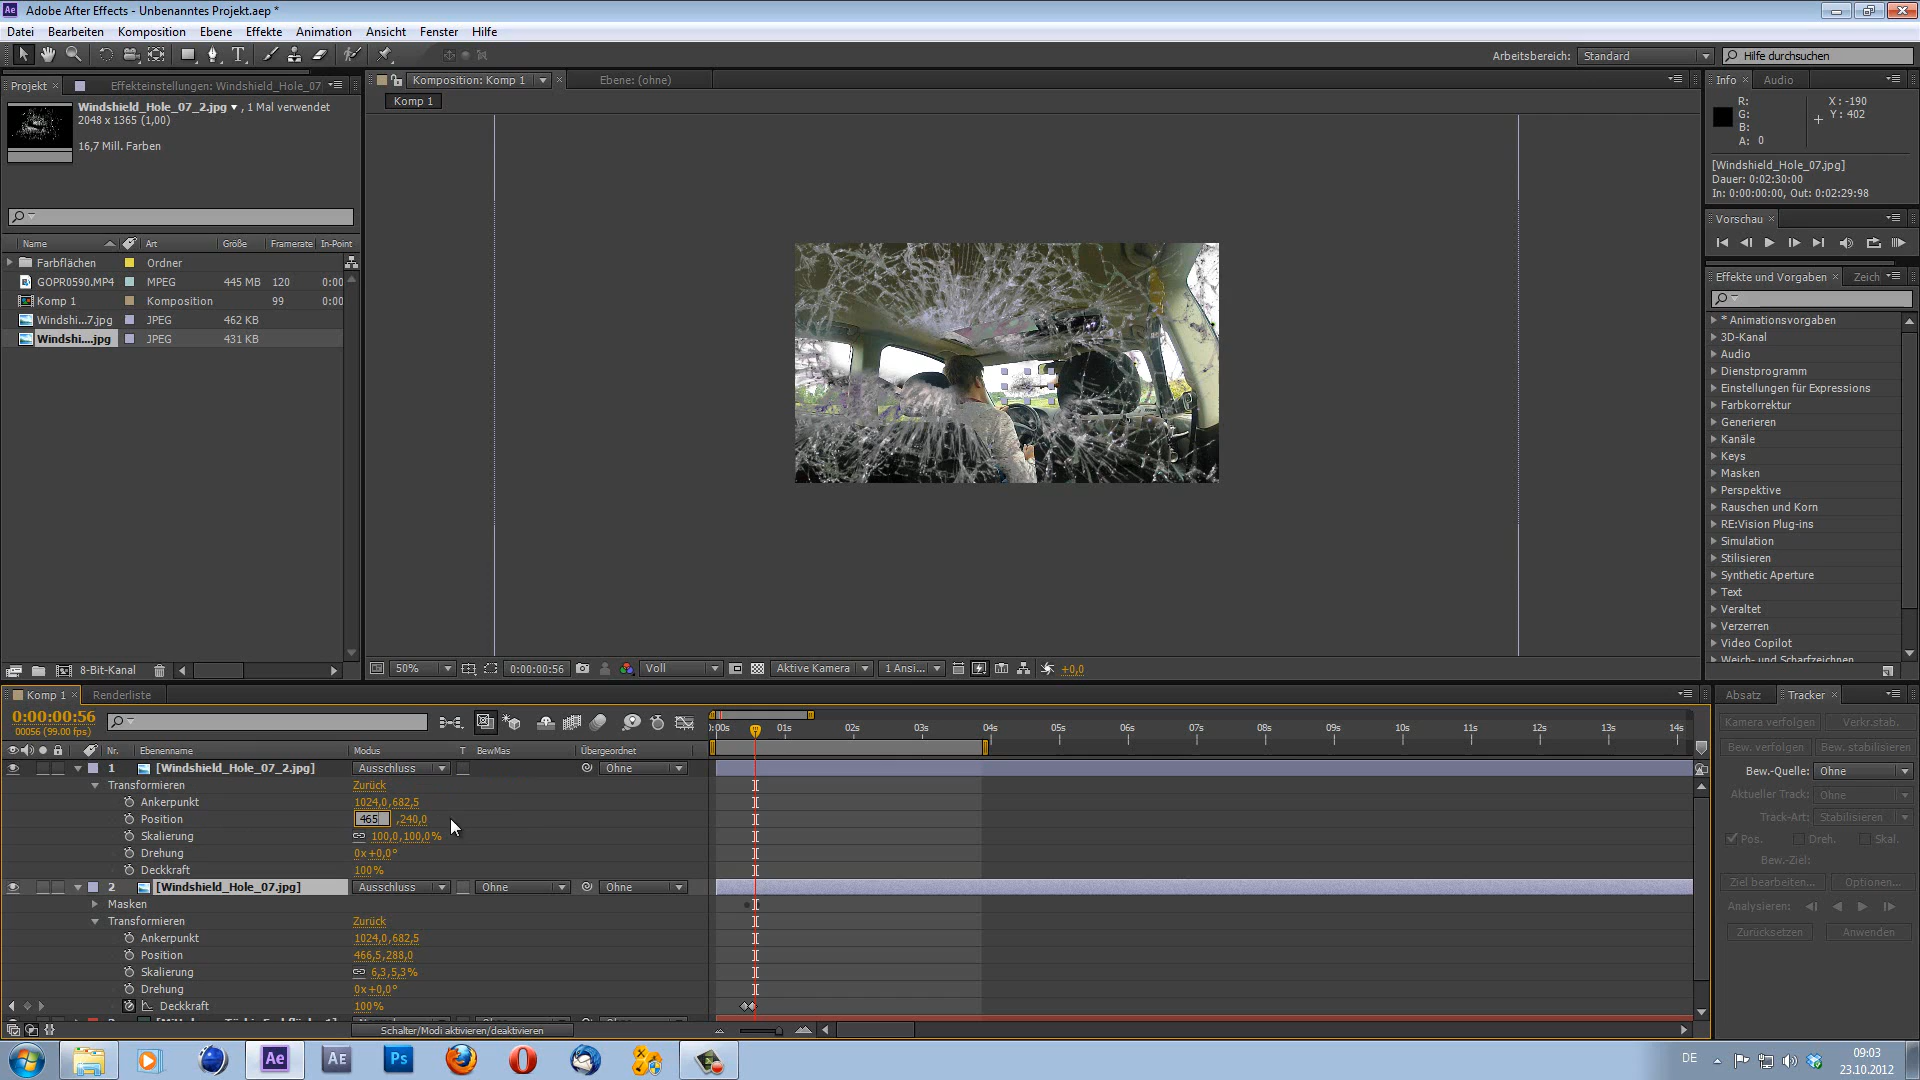 Adobe After Effects - Unbenanntes Projekt.aep *
Datei Bearbeiten Komposition Ebene Effekte Animation Ansicht Fenster Hilfe
Arbeitsbereich: Standard Hilfe durchsuchen
Projekt × Effekteinstellungen: Windshield_Hole_07
Windshield_Hole_07_2.jpg ▼ , 1 Mal verwendet
2048 x 1365 (1,00)
16,7 Mill. Farben
Name Art Größe Framerate In-Point
Farbflächen Ordner
GOPR0590.MP4 MPEG 445 MB 120 0:00
Komp 1 Komposition 99 0:00
Windshi...7.jpg JPEG 462 KB
Windshi....jpg JPEG 431 KB
8-Bit-Kanal
Komposition: Komp 1 Ebene: (ohne)
Komp 1
50% 0:00:00:56 Voll Aktive Kamera 1 Ansi... +0,0
Info × Audio
R: X : -190
G: Y : 402
B:
A: 0
[Windshield_Hole_07.jpg]
Dauer: 0:02:30:00
In: 0:00:00:00, Out: 0:02:29:98
Vorschau ×
Effekte und Vorgaben × Zeich
* Animationsvorgaben
3D-Kanal
Audio
Dienstprogramm
Einstellungen für Expressions
Farbkorrektur
Generieren
Kanäle
Keys
Masken
Perspektive
Rauschen und Korn
RE:Vision Plug-ins
Simulation
Stilisieren
Synthetic Aperture
Text
Veraltet
Verzerren
Video Copilot
Weich- und Scharfzeichnen
Komp 1 × Renderliste
0:00:00:56
00056 (99.00 fps)
):00s 01s 02s 03s 04s 05s 06s 07s 08s 09s 10s 11s 12s 13s 14s
Nr. Ebenenname Modus T BewMas Übergeordnet
1 [Windshield_Hole_07_2.jpg] Ausschluss Ohne
Transformieren Zurück
Ankerpunkt 1024,0,682,5
Position 465 ,240,0
Skalierung 100,0,100,0%
Drehung 0x+0,0°
Deckkraft 100%
2 [Windshield_Hole_07.jpg] Ausschluss Ohne Ohne
Masken
Transformieren Zurück
Ankerpunkt 1024,0,682,5
Position 466,5,288,0
Skalierung 6,3,5,3%
Drehung 0x+0,0°
Deckkraft 100%
Schalter/Modi aktivieren/deaktivieren
Absatz Tracker ×
Kamera verfolgen Verkr.stab.
Bew. verfolgen Bew. stabilisieren
Bew.-Quelle: Ohne
Aktueller Track: Ohne
Track-Art: Stabilisieren
Pos. Dreh. Skal.
Bew.-Ziel:
Ziel bearbeiten... Optionen...
Analysieren:
Zurücksetzen Anwenden
DE 09:03
23.10.2012